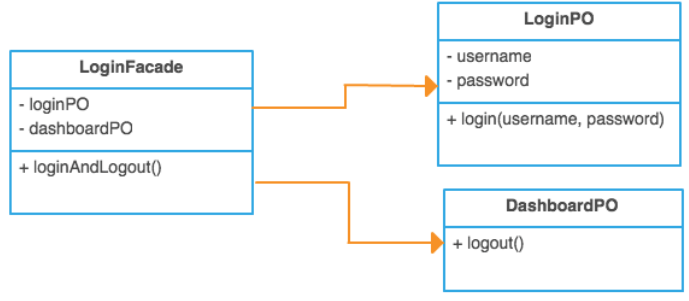 LoginFacade
- loginPO
- dashboardPO
+ loginAndLogout()
LoginPO
- username
- password
+ login(username, password)
DashboardPO
+ logout()